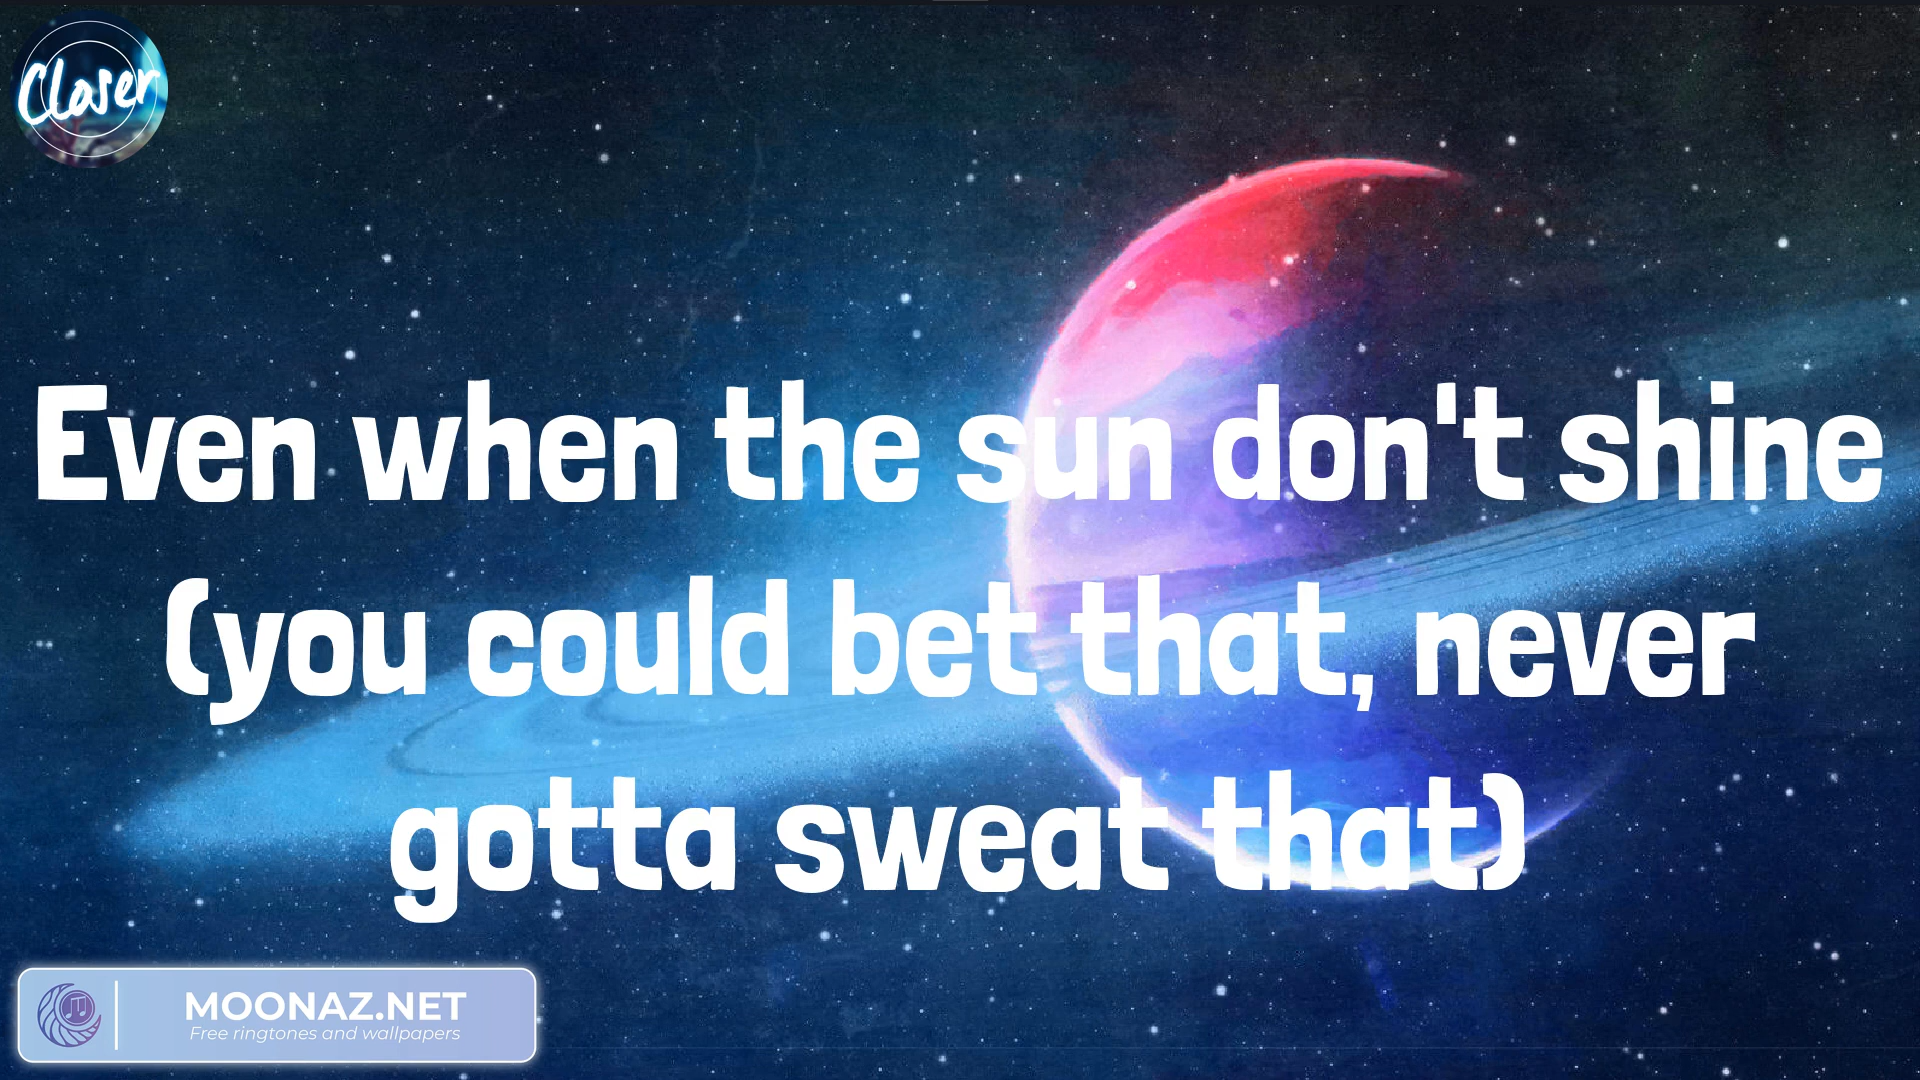 Closer
Even when the sun don't shine
(you could bet that, never
gotta sweat that)
MOONAZ.NET
Free ringtones and wallpapers